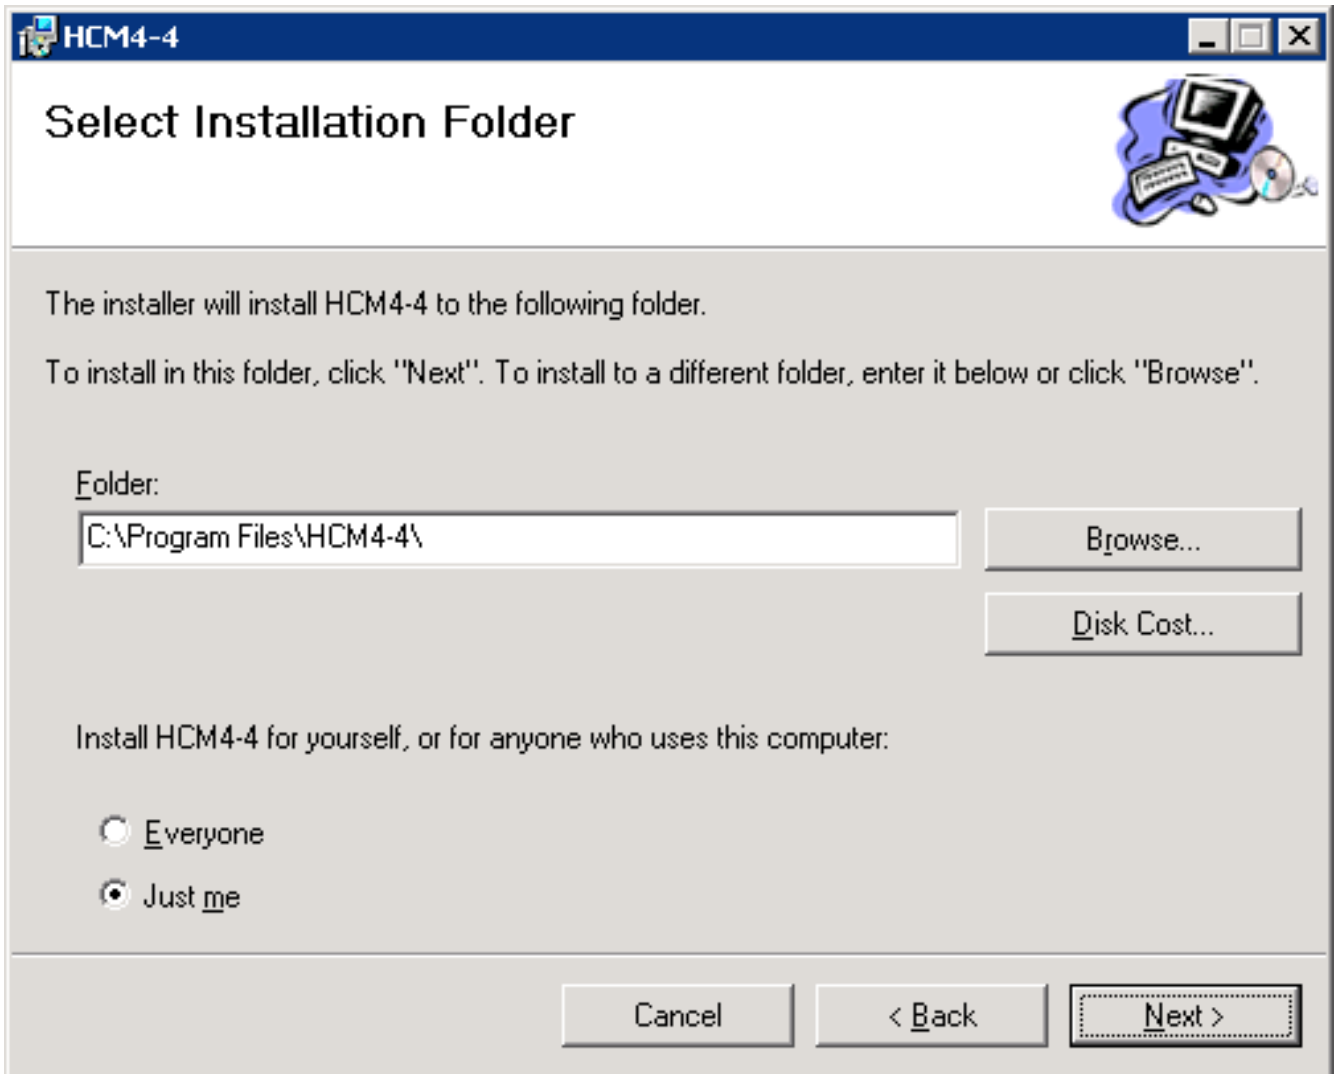 HCM4-4
Select Installation Folder
The installer will install HCM4-4 to the following folder.
To install in this folder, click "Next". To install to a different folder, enter it below or click "Browse".
Folder:
C:\Program Files\HCM4-4\
Browse...
Disk Cost...
Install HCM4-4 for yourself, or for anyone who uses this computer:
Everyone
Just me
Cancel
< Back
Next >